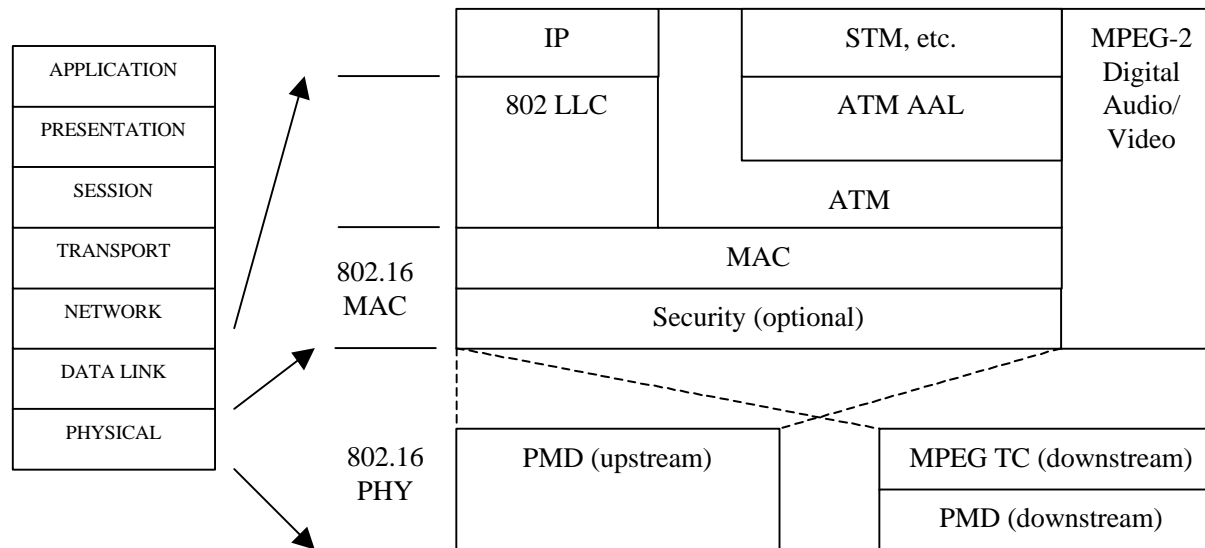 APPLICATION
PRESENTATION
SESSION
TRANSPORT
NETWORK
DATA LINK
PHYSICAL
802.16
MAC
802.16
PHY
IP
802 LLC
STM, etc.
ATM AAL
ATM
MPEG-2
Digital
Audio/
Video
MAC
Security (optional)
PMD (upstream)
MPEG TC (downstream)
PMD (downstream)